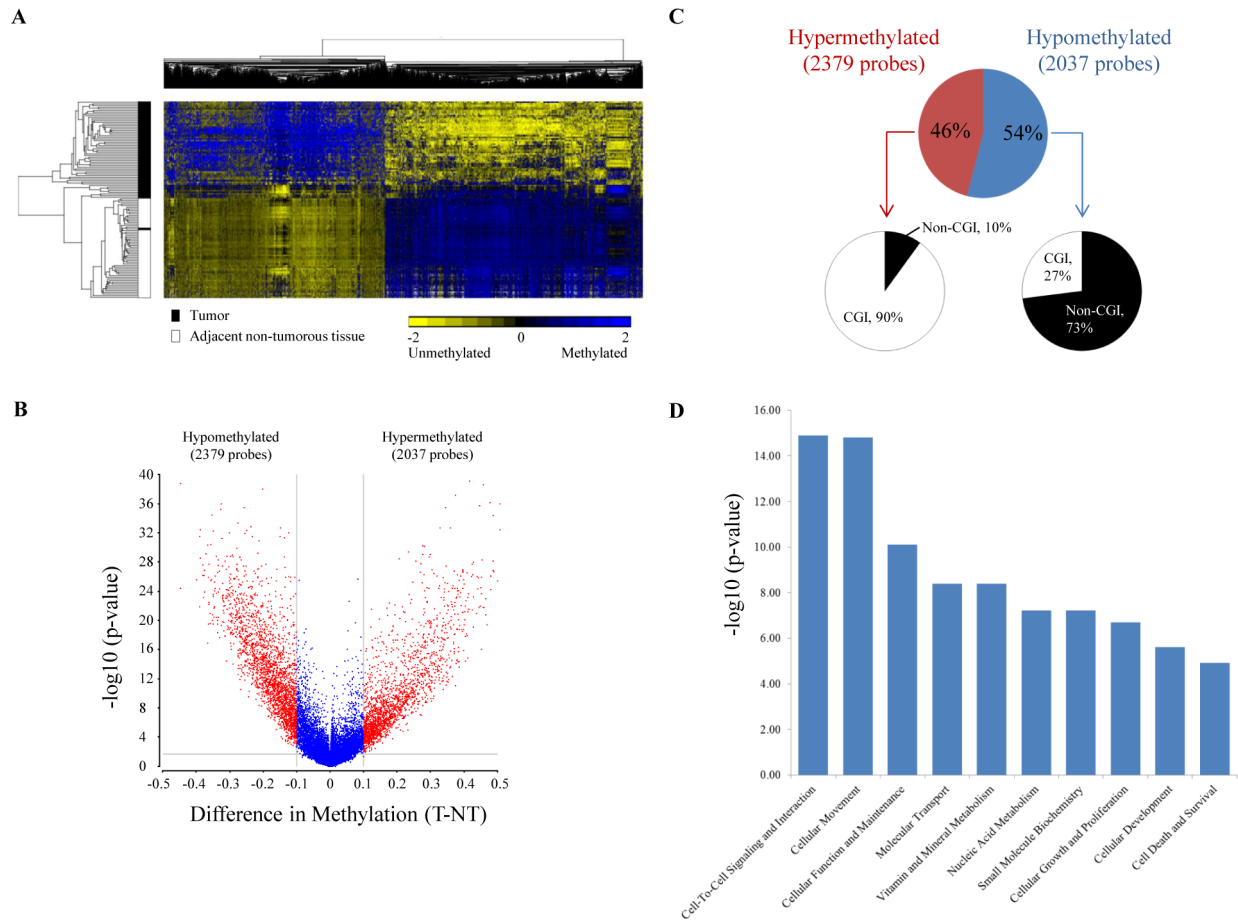 A
Tumor
Adjacent non-tumorous tissue
-2
0
2
Unmethylated
Methylated
B
Hypomethylated
(2379 probes)
Hypermethylated
(2037 probes)
40
36
32
28
24
20
16
12
8
4
0
-0.5
-0.4
-0.3
-0.2
-0.1
0
0.1
0.2
0.3
0.4
0.5
-log10 (p-value)
Difference in Methylation (T-NT)
C
Hypermethylated
(2379 probes)
Hypomethylated
(2037 probes)
46%
54%
Non-CGI, 10%
CGI, 90%
CGI,
27%
Non-CGI,
73%
D
16.00
14.00
12.00
10.00
8.00
6.00
4.00
2.00
0.00
-log10 (p-value)
Cell-To-Cell Signaling and Interaction
Cellular Movement
Cellular Function and Maintenance
Molecular Transport
Vitamin and Mineral Metabolism
Nucleic Acid Metabolism
Small Molecule Biochemistry
Cellular Growth and Proliferation
Cellular Development
Cell Death and Survival